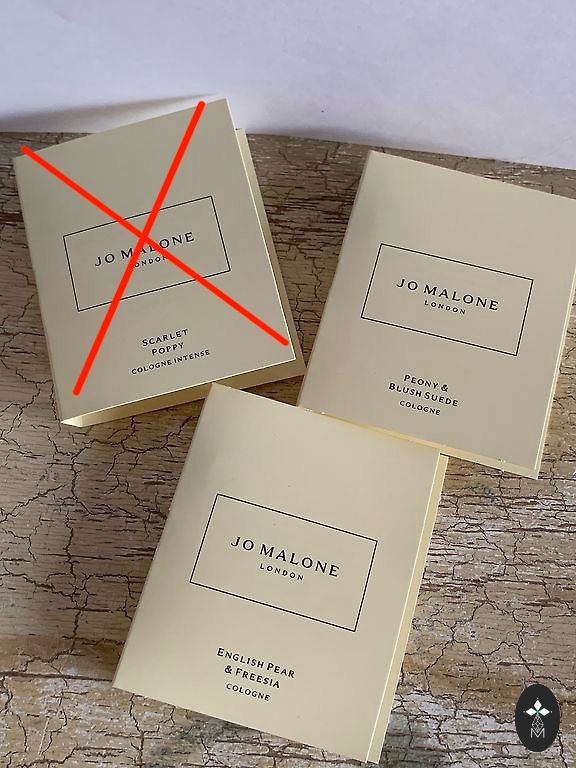 JO MALONE
LONDON
SCARLET
POPPY
COLOGNE INTENSE
JO MALONE
LONDON
PEONY &
BLUSH SUEDE
COLOGNE
JO MALONE
LONDON
ENGLISH PEAR
& FREESIA
COLOGNE